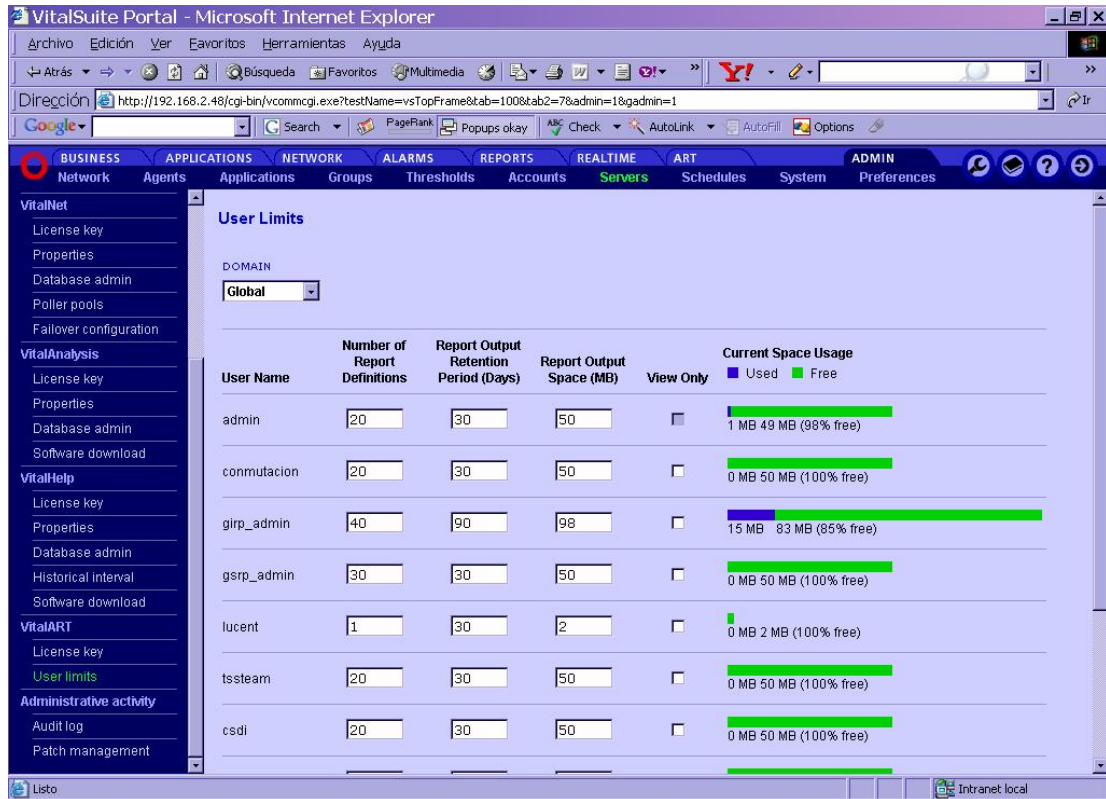 VitalSuite Portal - Microsoft Internet Explorer
Archivo Edición Ver Favoritos Herramientas Ayuda
Atrás Búsqueda Favoritos Multimedia » Y! »
Dirección http://192.168.2.48/cgi-bin/vcommcgi.exe?testName=vsTopFrame&tab=100&tab2=7&admin=1&gadmin=1 Ir
Google Search PageRank Popups okay ABC Check AutoLink AutoFill Options
BUSINESS APPLICATIONS NETWORK ALARMS REPORTS REALTIME ART ADMIN
Network Agents Applications Groups Thresholds Accounts Servers Schedules System Preferences
VitalNet
License key
Properties
Database admin
Poller pools
Failover configuration
VitalAnalysis
License key
Properties
Database admin
Software download
VitalHelp
License key
Properties
Database admin
Historical interval
Software download
VitalART
License key
User limits
Administrative activity
Audit log
Patch management
User Limits
DOMAIN
Global
User Name
Number of
Report
Definitions
Report Output
Retention
Period (Days)
Report Output
Space (MB)
View Only
Current Space Usage
Used Free
admin 20 30 50 1 MB 49 MB (98% free)
conmutacion 20 30 50 0 MB 50 MB (100% free)
girp_admin 40 90 98 15 MB 83 MB (85% free)
gsrp_admin 30 30 50 0 MB 50 MB (100% free)
lucent 1 30 2 0 MB 2 MB (100% free)
tssteam 20 30 50 0 MB 50 MB (100% free)
csdi 20 30 50 0 MB 50 MB (100% free)
Listo Intranet local